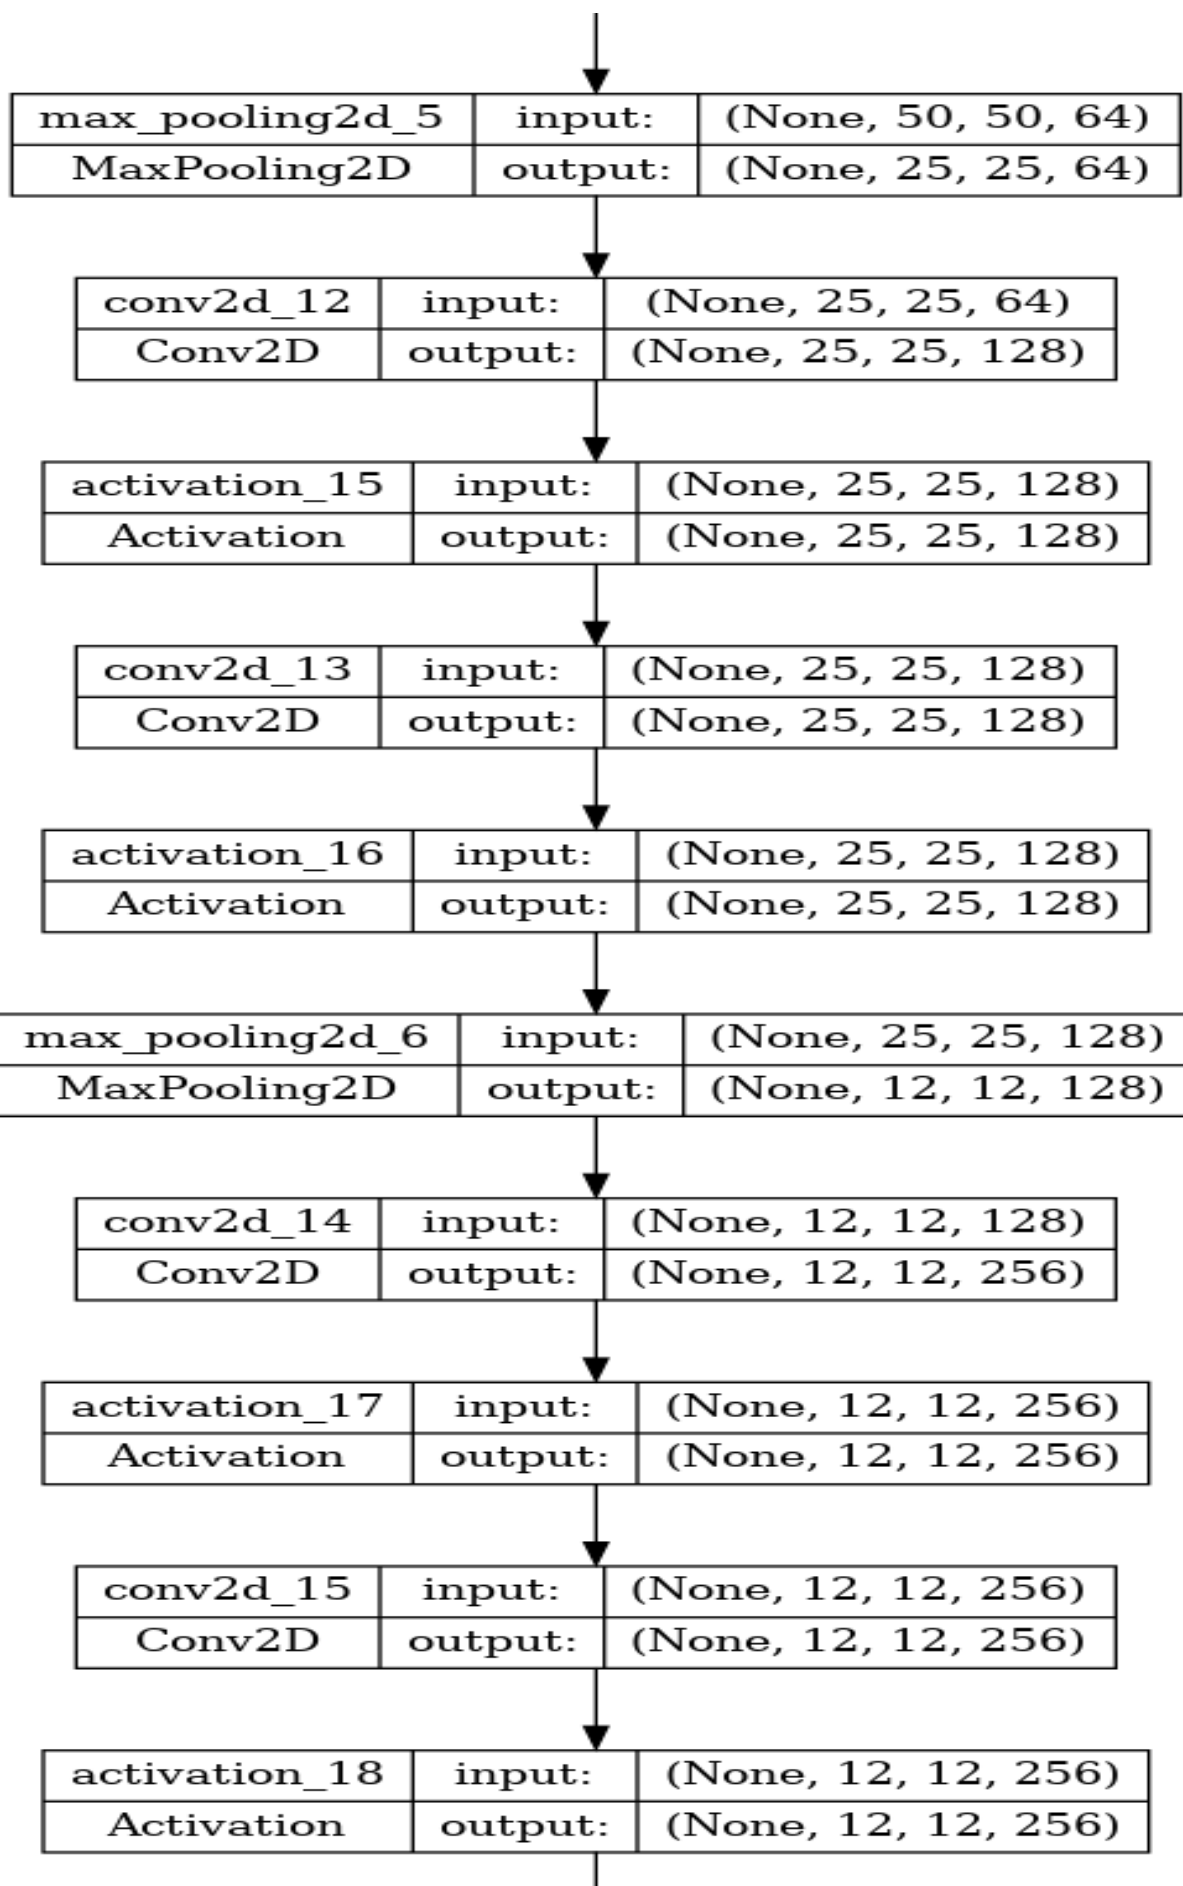 max_pooling2d_5 input: (None, 50, 50, 64)
MaxPooling2D output: (None, 25, 25, 64)
conv2d_12 input: (None, 25, 25, 64)
Conv2D output: (None, 25, 25, 128)
activation_15 input: (None, 25, 25, 128)
Activation output: (None, 25, 25, 128)
conv2d_13 input: (None, 25, 25, 128)
Conv2D output: (None, 25, 25, 128)
activation_16 input: (None, 25, 25, 128)
Activation output: (None, 25, 25, 128)
max_pooling2d_6 input: (None, 25, 25, 128)
MaxPooling2D output: (None, 12, 12, 128)
conv2d_14 input: (None, 12, 12, 128)
Conv2D output: (None, 12, 12, 256)
activation_17 input: (None, 12, 12, 256)
Activation output: (None, 12, 12, 256)
conv2d_15 input: (None, 12, 12, 256)
Conv2D output: (None, 12, 12, 256)
activation_18 input: (None, 12, 12, 256)
Activation output: (None, 12, 12, 256)